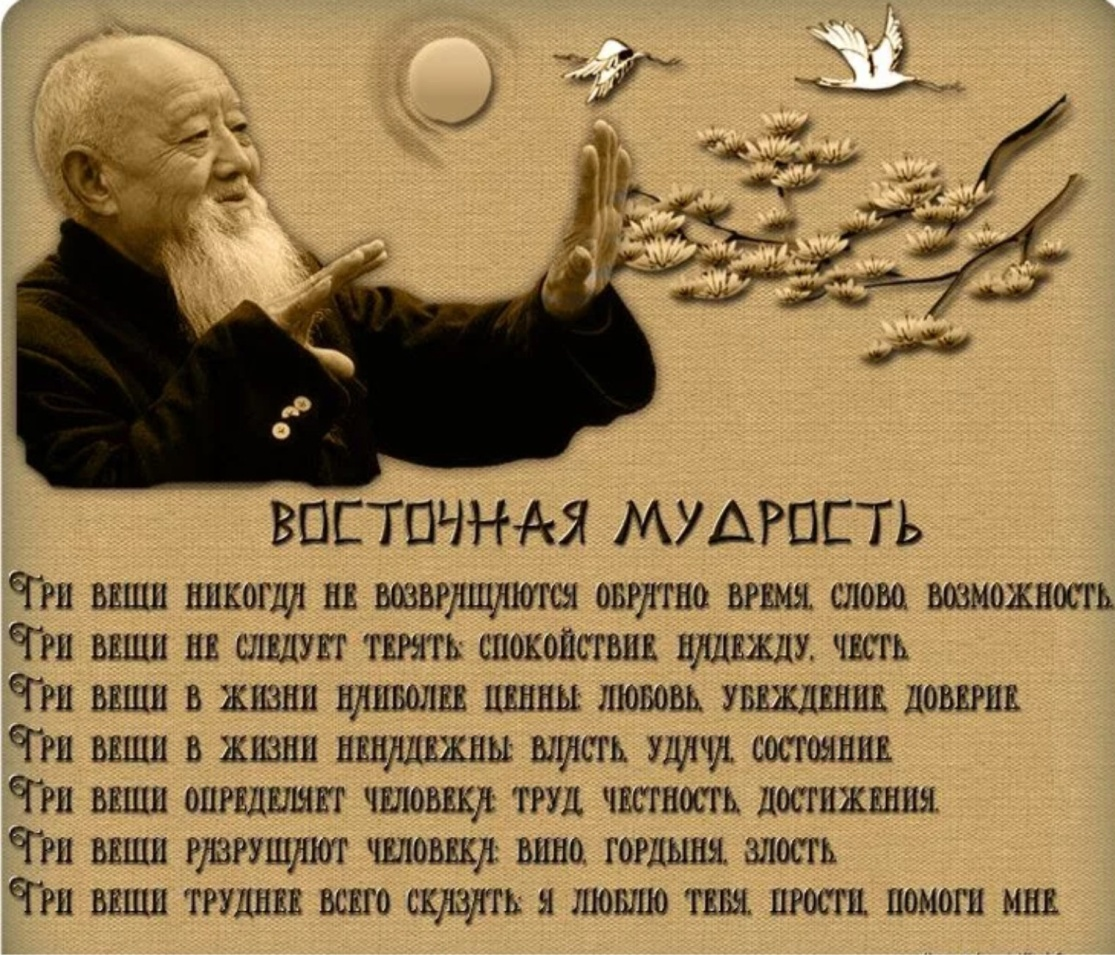 ВОСТОЧНАЯ МУДРОСТЬ
Три вещи никогда не возвращаются обратно: время, слово, возможность.
Три вещи не следует терять: спокойствие, надежду, честь.
Три вещи в жизни наиболее ценны: любовь, убеждение, доверие.
Три вещи в жизни ненадежны: власть, удача, состояние.
Три вещи определяет человека: труд, честность, достижения.
Три вещи разрушают человека: вино, гордыня, злость.
Три вещи труднее всего сказать: я люблю тебя, прости, помоги мне.